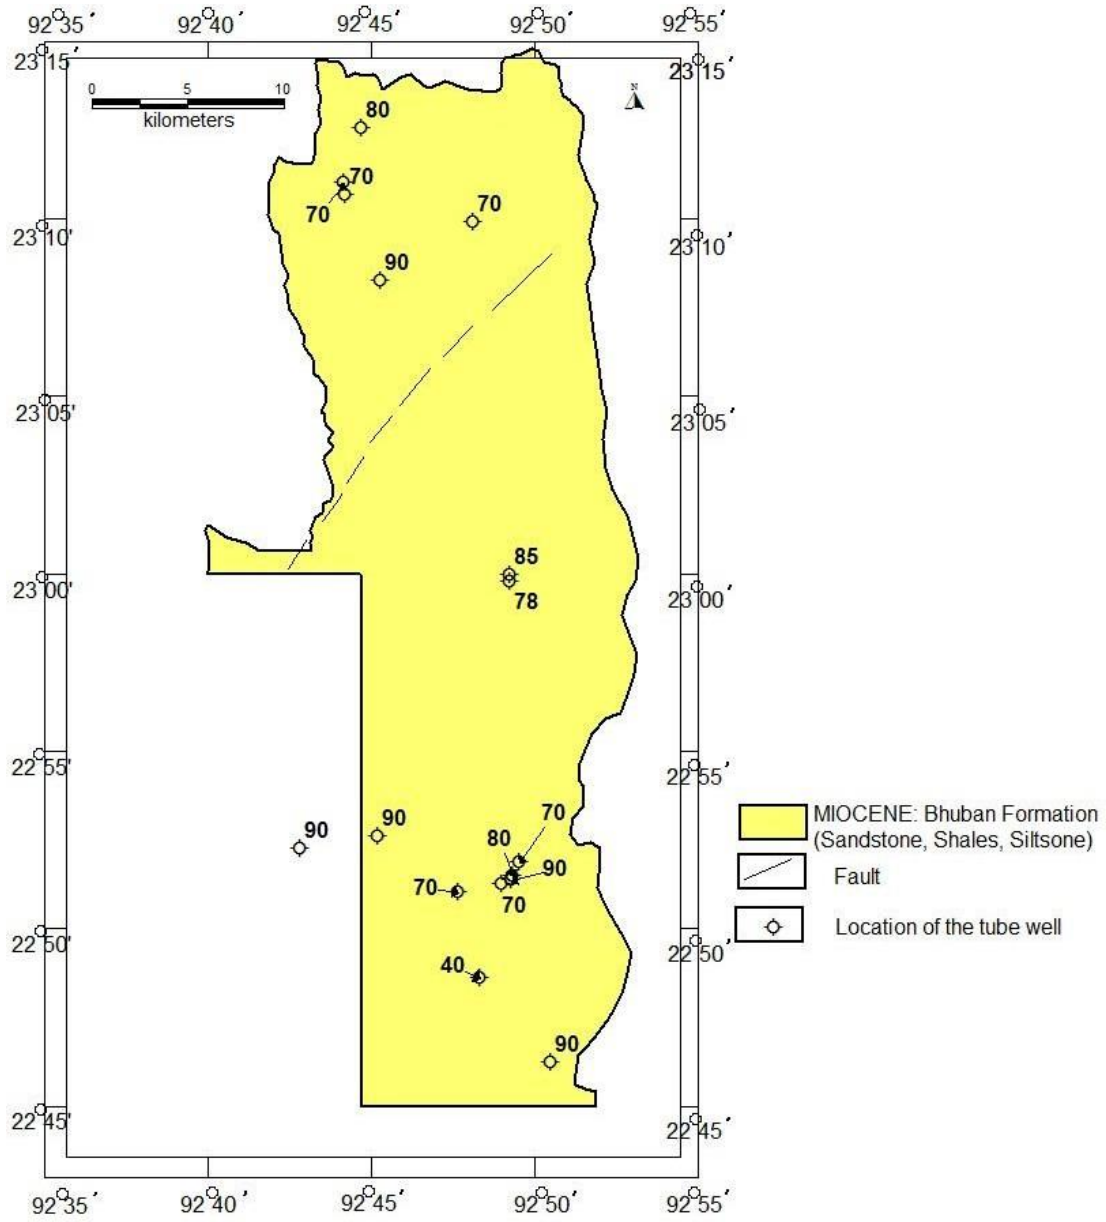 92°35′ 92°40′ 92°45′ 92°50′ 92°55′
23°15' 23°15′
0 5 10
kilometers
N
80
70
70
70
23°10' 23°10′
90
23°05' 23°05′
85
78
23°00' 23°00′
22°55' 22°55′
90
90
80
70
90
70
70
MIOCENE: Bhuban Formation
(Sandstone, Shales, Siltsone)
Fault
Location of the tube well
22°50' 22°50′
40
90
22°45' 22°45′
92°35′ 92°40′ 92°45′ 92°50′ 92°55′